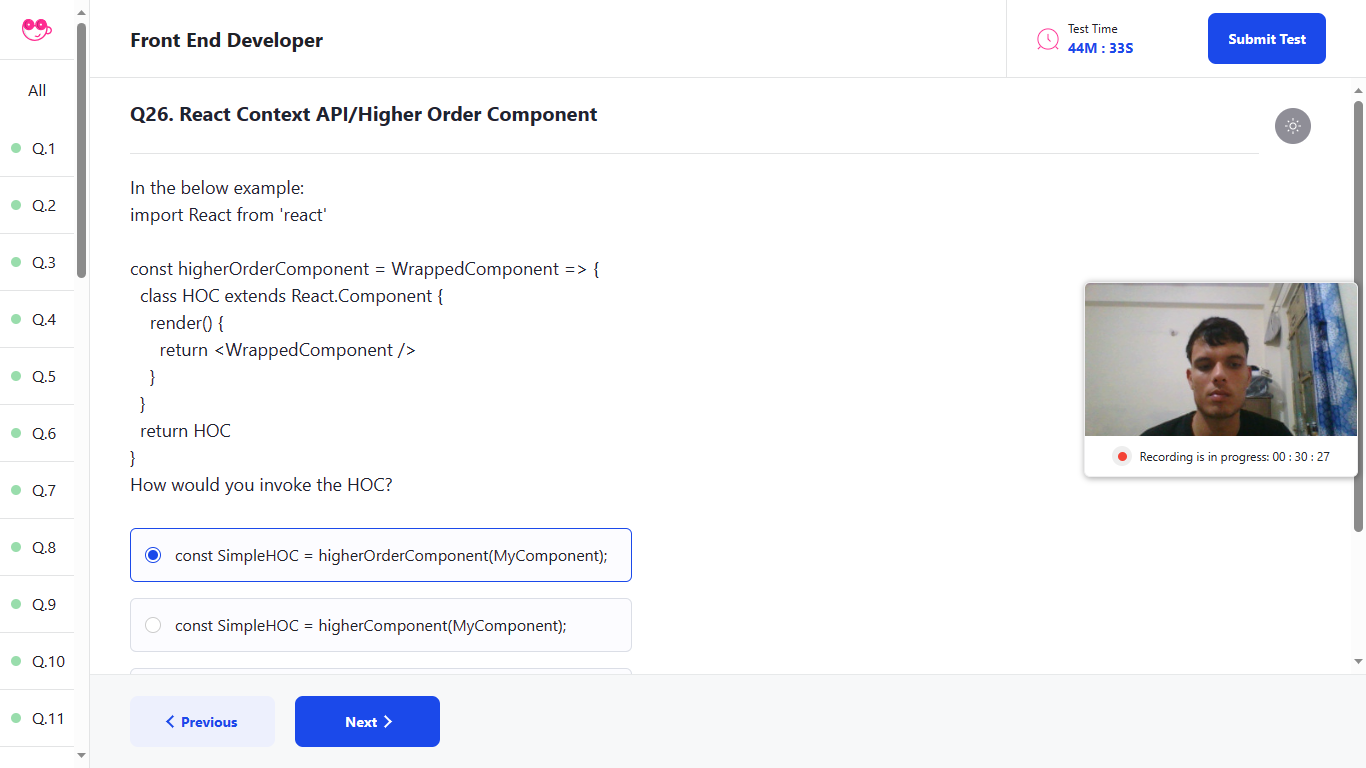 Front End Developer
Test Time
44M : 33S
Submit Test
All
Q.1
Q.2
Q.3
Q.4
Q.5
Q.6
Q.7
Q.8
Q.9
Q.10
Q.11
Q26. React Context API/Higher Order Component
In the below example:
import React from 'react'
const higherOrderComponent = WrappedComponent => {
class HOC extends React.Component {
render() {
return <WrappedComponent />
}
}
return HOC
}
How would you invoke the HOC?
const SimpleHOC = higherOrderComponent(MyComponent);
const SimpleHOC = higherComponent(MyComponent);
Recording is in progress: 00 : 30 : 27
Previous
Next